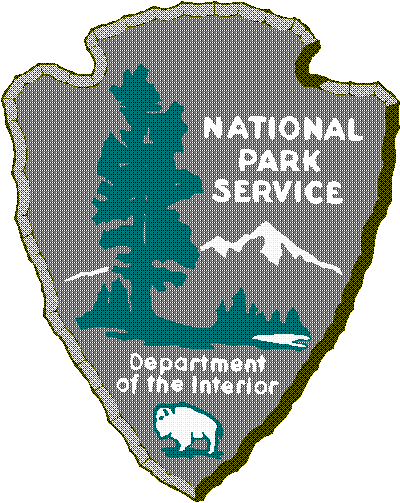 NATIONAL
PARK
SERVICE
Department
of the Interior